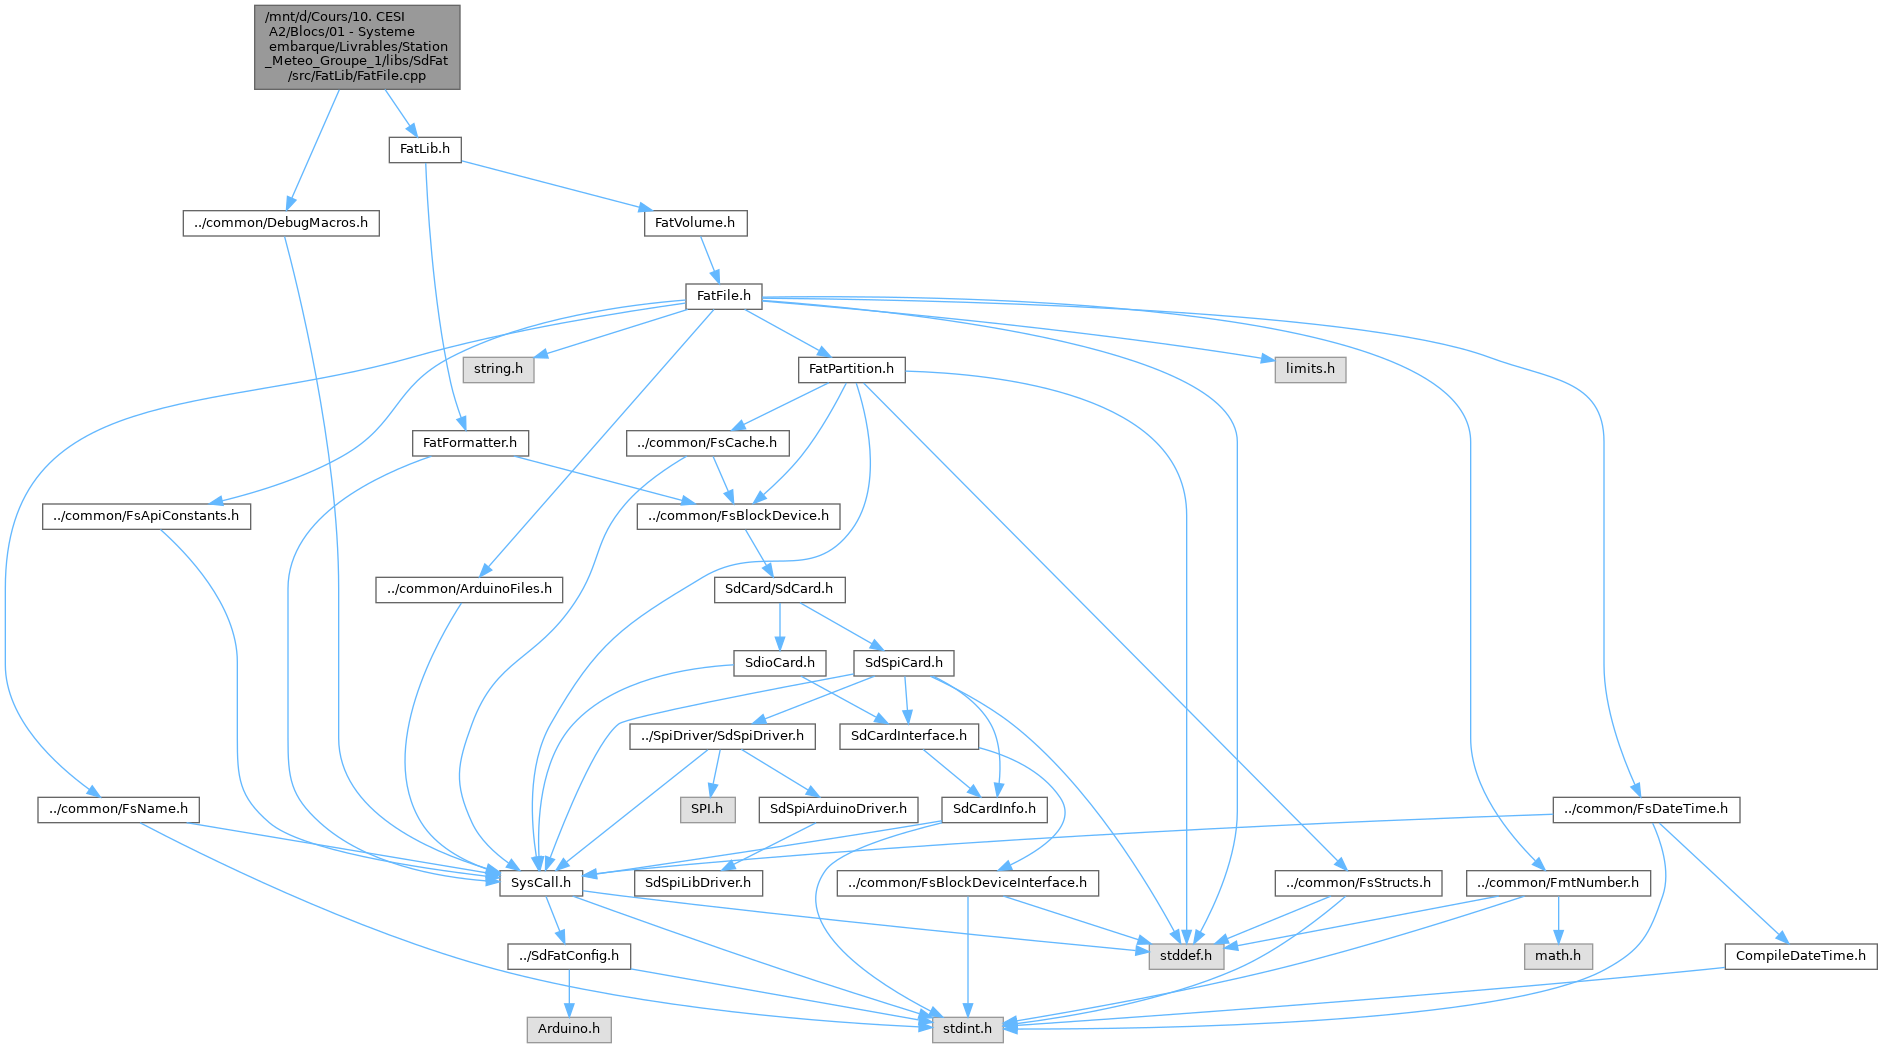 /mnt/d/Cours/10. CESI
A2/Blocs/01 - Systeme
embarque/Livrables/Station
_Meteo_Groupe_1/libs/SdFat
/src/FatLib/FatFile.cpp
FatLib.h
../common/DebugMacros.h
FatVolume.h
FatFile.h
string.h
FatPartition.h
limits.h
FatFormatter.h
../common/FsCache.h
../common/FsApiConstants.h
../common/FsBlockDevice.h
../common/ArduinoFiles.h
SdCard/SdCard.h
SdioCard.h
SdSpiCard.h
../SpiDriver/SdSpiDriver.h
SdCardInterface.h
../common/FsName.h
SPI.h
SdSpiArduinoDriver.h
SdCardInfo.h
../common/FsDateTime.h
SysCall.h
SdSpiLibDriver.h
../common/FsBlockDeviceInterface.h
../common/FsStructs.h
../common/FmtNumber.h
../SdFatConfig.h
stddef.h
math.h
CompileDateTime.h
Arduino.h
stdint.h